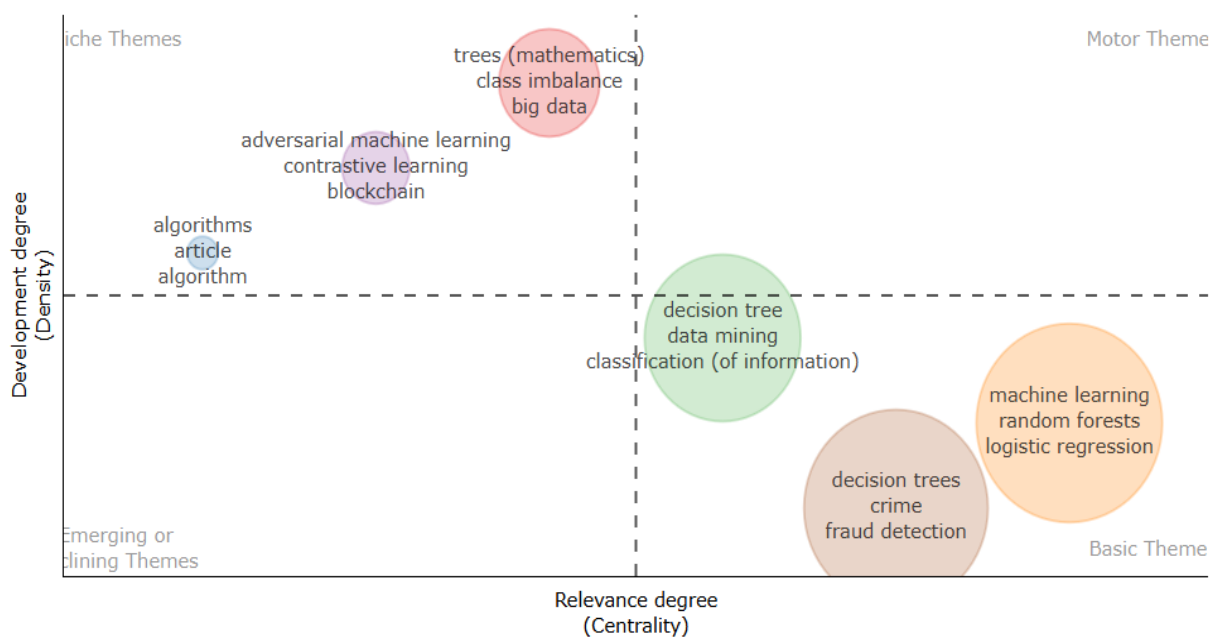 iche Themes
Motor Theme
trees (mathematics)
class imbalance
big data
adversarial machine learning
contrastive learning
blockchain
algorithms
article
algorithm
Development degree
(Density)
decision tree
data mining
classification (of information)
machine learning
random forests
logistic regression
decision trees
crime
fraud detection
Emerging or
clining Themes
Basic Theme
Relevance degree
(Centrality)